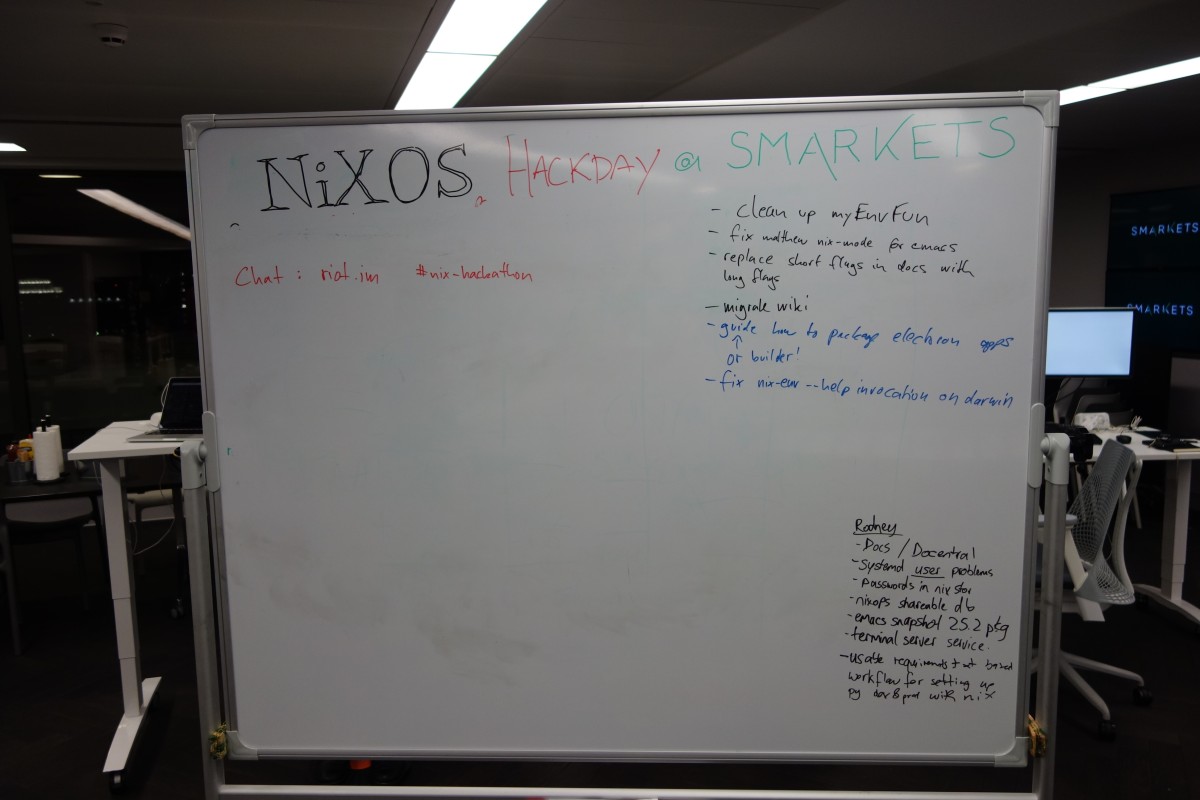 NiXOS HACKDAY @ SMARKETS
Chat : riot.im #nix-hackathon
- clean up myEnvFun
- fix matthew nix-mode for emacs
- replace short flags in docs with
long flags
- migrate wiki
- guide how to package electron apps
or builder!
- fix nix-env --help invocation on darwin
Rodney
- Docs / Docentral
- systemd user problems
- passwords in nix stor
- nixops shareable db
- emacs snapshot 25.2 pkg
- terminal server service.
- usable requirements txt based
workflow for setting up
py dev & prod with nix
SMARKETS
SMARKETS